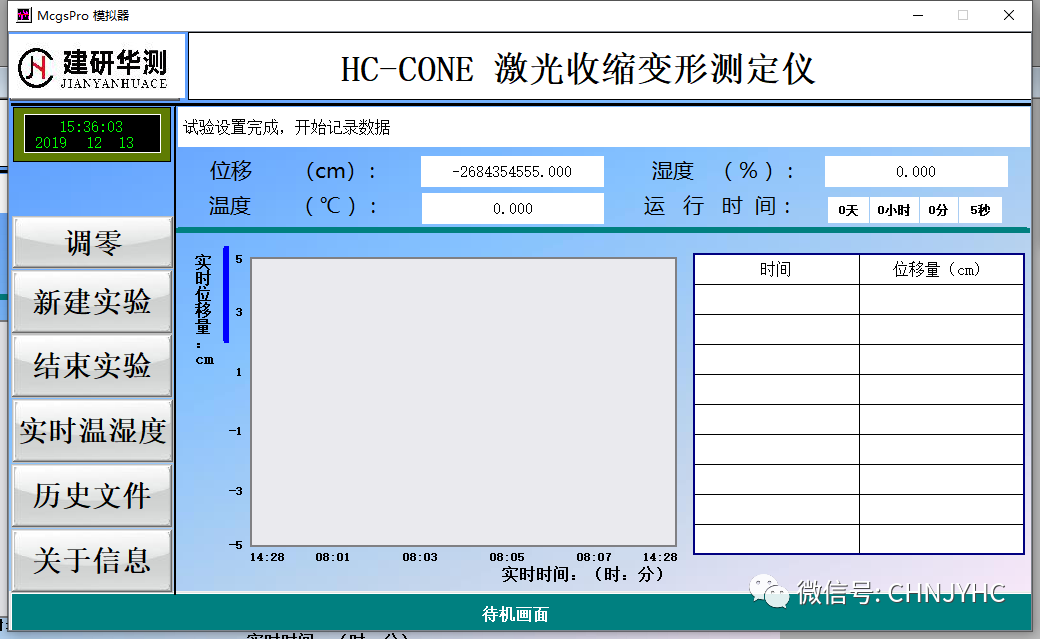 McgsPro 模拟器
建研华测
JIANYANHUACE
HC-CONE 激光收缩变形测定仪
15:36:03
2019 12 13
试验设置完成，开始记录数据
位移 （cm）： -2684354555.000 湿度 （%）： 0.000
温度 （℃）： 0.000 运 行 时 间： 0天 0小时 0分 5秒
调零
新建实验
结束实验
实时温湿度
历史文件
关于信息
实时位移量：cm
5
3
1
-1
-3
-5
14:28 08:01 08:03 08:05 08:07 14:28
实时时间：（时：分）
时间 位移量（cm）
微信号: CHNJYHC
待机画面
实时时间：（时：分）